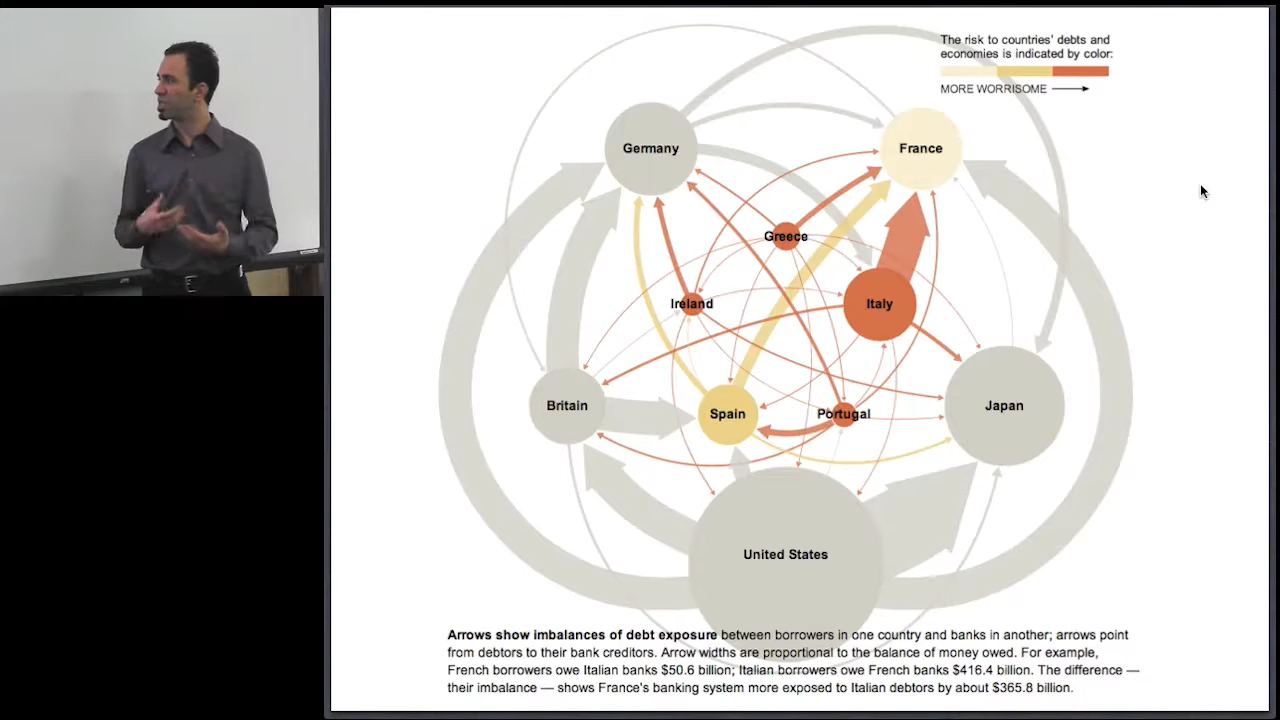 The risk to countries' debts and
economies is indicated by color:
MORE WORRISOME
Germany
France
Greece
Ireland
Italy
Britain
Spain
Portugal
Japan
United States
Arrows show imbalances of debt exposure between borrowers in one country and banks in another; arrows point
from debtors to their bank creditors. Arrow widths are proportional to the balance of money owed. For example,
French borrowers owe Italian banks $50.6 billion; Italian borrowers owe French banks $416.4 billion. The difference —
their imbalance — shows France's banking system more exposed to Italian debtors by about $365.8 billion.